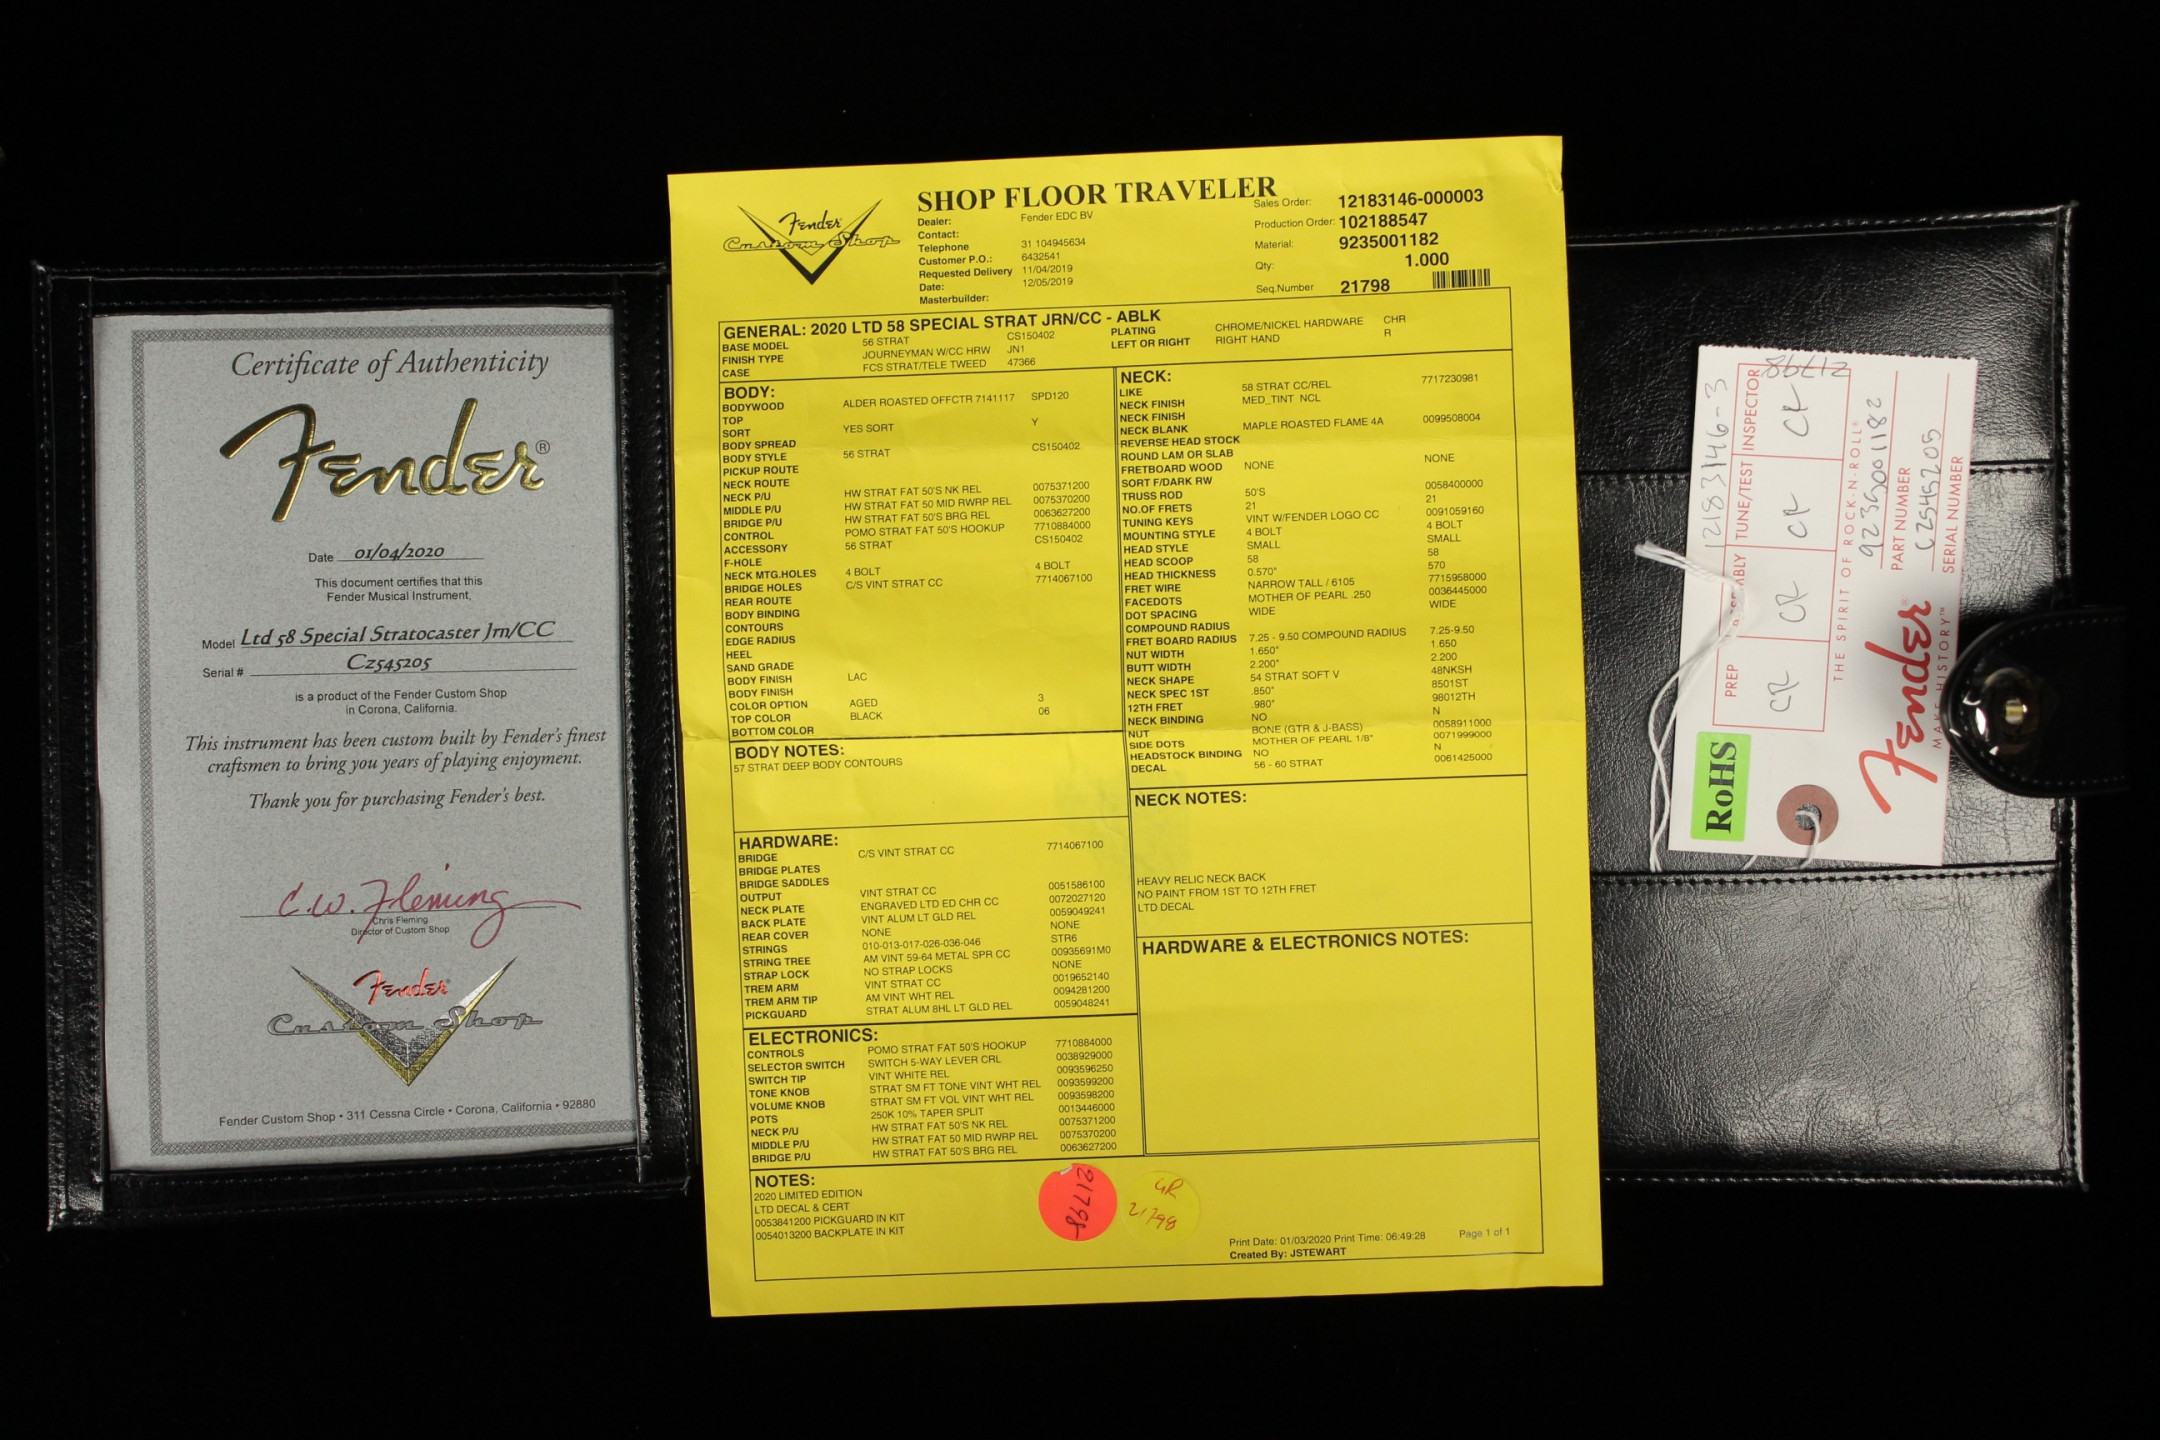 Certificate of Authenticity
Fender®
Date 01/04/2020
This document certifies that this
Fender Musical Instrument,
Model Ltd 58 Special Stratocaster Jrn/CC
Serial # CZ545205
is a product of the Fender Custom Shop
in Corona, California.
This instrument has been custom built by Fender's finest
craftsmen to bring you years of playing enjoyment.
Thank you for purchasing Fender's best.
C.W. Fleming
Chris Fleming
Director of Custom Shop
Fender
Custom Shop
Fender Custom Shop • 311 Cessna Circle • Corona, California • 92880
Fender
Custom Shop
SHOP FLOOR TRAVELER
Dealer: Fender EDC BV
Contact:
Telephone 31 104945634
Customer P.O.: 6432541
Requested Delivery 11/04/2019
Date: 12/05/2019
Masterbuilder:
Sales Order: 12183146-000003
Production Order: 102188547
Material: 9235001182
Qty: 1.000
Seq.Number 21798
GENERAL: 2020 LTD 58 SPECIAL STRAT JRN/CC - ABLK
BASE MODEL 56 STRAT CS150402
FINISH TYPE JOURNEYMAN W/CC HRW JN1
CASE FCS STRAT/TELE TWEED 47366
PLATING CHROME/NICKEL HARDWARE CHR
LEFT OR RIGHT RIGHT HAND R
BODY:
BODYWOOD ALDER ROASTED OFFCTR 7141117 SPD120
TOP
SORT YES SORT Y
BODY SPREAD
BODY STYLE 56 STRAT CS150402
PICKUP ROUTE
NECK ROUTE
NECK P/U HW STRAT FAT 50'S NK REL 0075371200
MIDDLE P/U HW STRAT FAT 50 MID RWRP REL 0075370200
BRIDGE P/U HW STRAT FAT 50'S BRG REL 0063627200
CONTROL POMO STRAT FAT 50'S HOOKUP 7710884000
ACCESSORY 56 STRAT CS150402
F-HOLE
NECK MTG.HOLES 4 BOLT 4 BOLT
BRIDGE HOLES C/S VINT STRAT CC 7714067100
REAR ROUTE
BODY BINDING
CONTOURS
EDGE RADIUS
HEEL
SAND GRADE
BODY FINISH LAC
BODY FINISH
COLOR OPTION AGED 3
TOP COLOR BLACK 06
BOTTOM COLOR
BODY NOTES:
57 STRAT DEEP BODY CONTOURS
HARDWARE:
BRIDGE C/S VINT STRAT CC 7714067100
BRIDGE PLATES
BRIDGE SADDLES
OUTPUT VINT STRAT CC 0051586100
NECK PLATE ENGRAVED LTD ED CHR CC 0072027120
BACK PLATE VINT ALUM LT GLD REL 0059049241
REAR COVER NONE NONE
STRINGS 010-013-017-026-036-046 STR6
STRING TREE AM VINT 59-64 METAL SPR CC 00935691M0
STRAP LOCK NO STRAP LOCKS NONE
TREM ARM VINT STRAT CC 0019652140
TREM ARM TIP AM VINT WHT REL 0094281200
PICKGUARD STRAT ALUM 8HL LT GLD REL 0059048241
ELECTRONICS:
CONTROLS POMO STRAT FAT 50'S HOOKUP 7710884000
SELECTOR SWITCH SWITCH 5-WAY LEVER CRL 0038929000
SWITCH TIP VINT WHITE REL 0093596250
TONE KNOB STRAT SM FT TONE VINT WHT REL 0093599200
VOLUME KNOB STRAT SM FT VOL VINT WHT REL 0093598200
POTS 250K 10% TAPER SPLIT 0013446000
NECK P/U HW STRAT FAT 50'S NK REL 0075371200
MIDDLE P/U HW STRAT FAT 50 MID RWRP REL 0075370200
BRIDGE P/U HW STRAT FAT 50'S BRG REL 0063627200
NECK:
LIKE 58 STRAT CC/REL 7717230981
NECK FINISH MED_TINT NCL
NECK FINISH
NECK BLANK MAPLE ROASTED FLAME 4A 0099508004
REVERSE HEAD STOCK
ROUND LAM OR SLAB
FRETBOARD WOOD NONE NONE
SORT F/DARK RW
TRUSS ROD 50'S 0058400000
NO.OF FRETS 21 21
TUNING KEYS VINT W/FENDER LOGO CC 0091059160
MOUNTING STYLE 4 BOLT 4 BOLT
HEAD STYLE SMALL SMALL
HEAD SCOOP 58 58
HEAD THICKNESS 0.570" 570
FRET WIRE NARROW TALL / 6105 7715958000
FACEDOTS MOTHER OF PEARL .250 0036445000
DOT SPACING WIDE WIDE
COMPOUND RADIUS
FRET BOARD RADIUS 7.25 - 9.50 COMPOUND RADIUS 7.25-9.50
NUT WIDTH 1.650" 1.650
BUTT WIDTH 2.200" 2.200
NECK SHAPE 54 STRAT SOFT V 48NKSH
NECK SPEC 1ST .850" 8501ST
12TH FRET .980" 98012TH
NECK BINDING NO N
NUT BONE (GTR & J-BASS) 0058911000
SIDE DOTS MOTHER OF PEARL 1/8" 0071999000
HEADSTOCK BINDING NO N
DECAL 56 - 60 STRAT 0061425000
NECK NOTES:
HEAVY RELIC NECK BACK
NO PAINT FROM 1ST TO 12TH FRET
LTD DECAL
HARDWARE & ELECTRONICS NOTES:
NOTES:
2020 LIMITED EDITION
LTD DECAL & CERT
0053841200 PICKGUARD IN KIT
0054013200 BACKPLATE IN KIT
21798
21798
Print Date: 01/03/2020 Print Time: 06:49:28 Page 1 of 1
Created By: JSTEWART
12183146-3
21798
PREP TUNE/TEST INSPECTOR
THE SPIRIT OF ROCK-N-ROLL®
9235001182
PART NUMBER
CZ545205
SERIAL NUMBER
Fender®
MAKE HISTORY™
RoHS